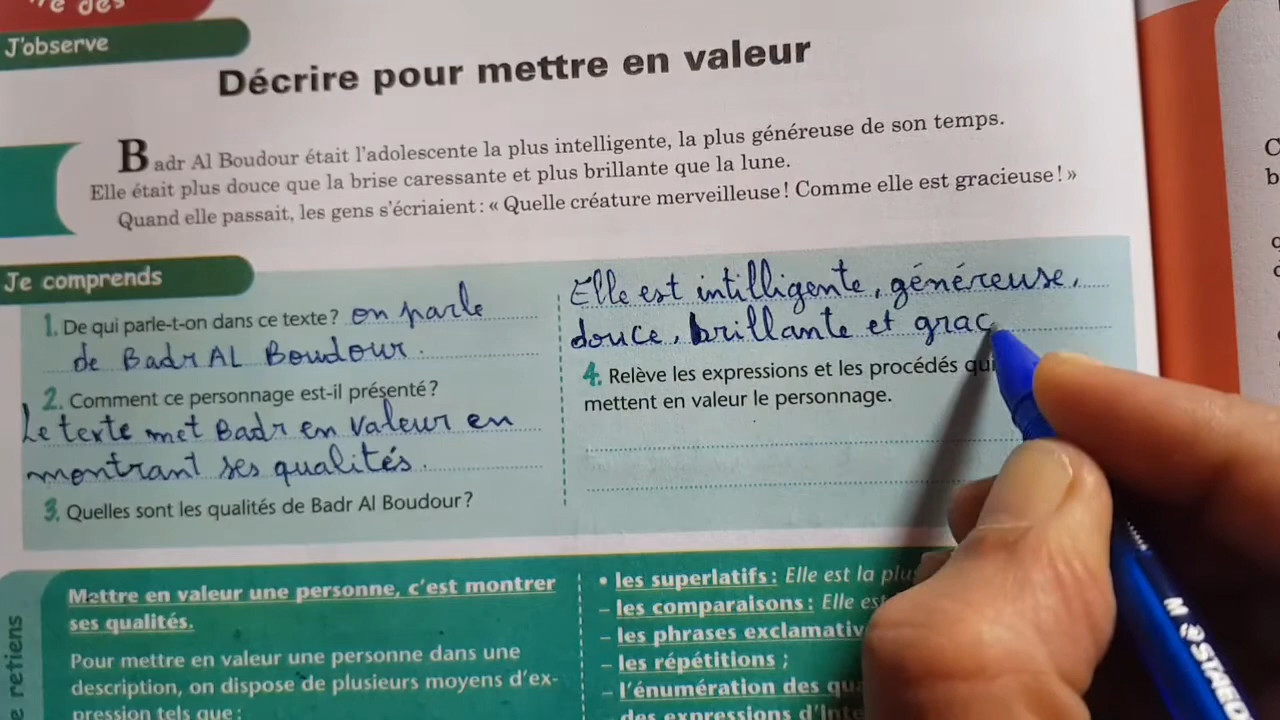 J'observe
Décrire pour mettre en valeur
Badr Al Boudour était l'adolescente la plus intelligente, la plus généreuse de son temps.
Elle était plus douce que la brise caressante et plus brillante que la lune.
Quand elle passait, les gens s'écriaient : « Quelle créature merveilleuse ! Comme elle est gracieuse ! »
Je comprends
1. De qui parle-t-on dans ce texte ? on parle
de Badr AL Boudour.
2. Comment ce personnage est-il présenté ?
Le texte met Badr en valeur en
montrant ses qualités.
3. Quelles sont les qualités de Badr Al Boudour ?
Elle est intilligente, généreuse,
douce, brillante et grac
4. Relève les expressions et les procédés qui
mettent en valeur le personnage.
retiens
Mettre en valeur une personne, c'est montrer
ses qualités.
Pour mettre en valeur une personne dans une
description, on dispose de plusieurs moyens d'ex-
pression tels que :
• les superlatifs : Elle est la plus
– les comparaisons : Elle est
– les phrases exclamativ
– les répétitions ;
– l'énumération des qua
des expressions d'inte
STAED